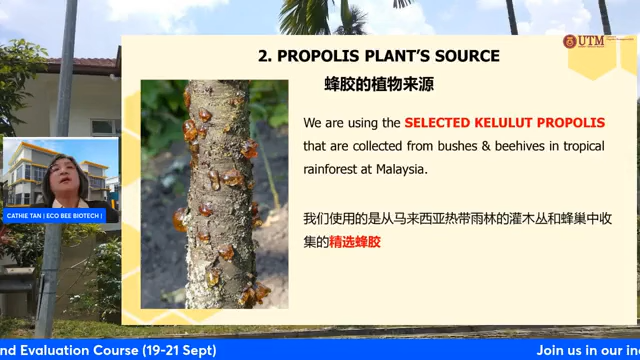 UTM
2. PROPOLIS PLANT'S SOURCE
蜂胶的植物来源
We are using the SELECTED KELULUT PROPOLIS
that are collected from bushes & beehives in tropical
rainforest at Malaysia.
我们使用的是从马来西亚热带雨林的灌木丛和蜂巢中收
集的精选蜂胶
CATHIE TAN | ECO BEE BIOTECH |
nd Evaluation Course (19-21 Sept)
Join us in our in